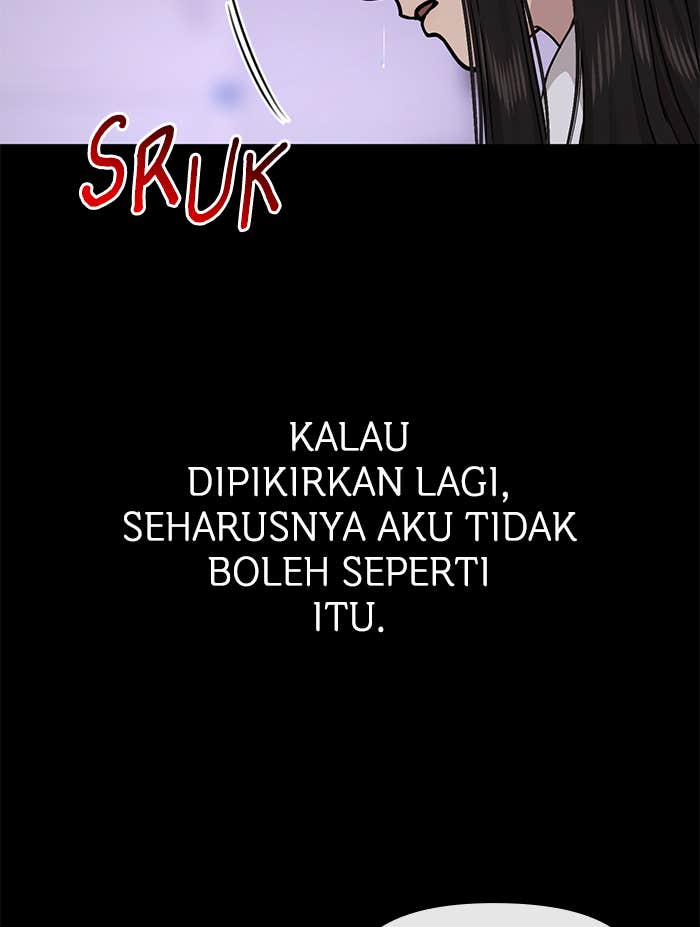 SRUK
KALAU
DIPIKIRKAN LAGI,
SEHARUSNYA AKU TIDAK
BOLEH SEPERTI
ITU.